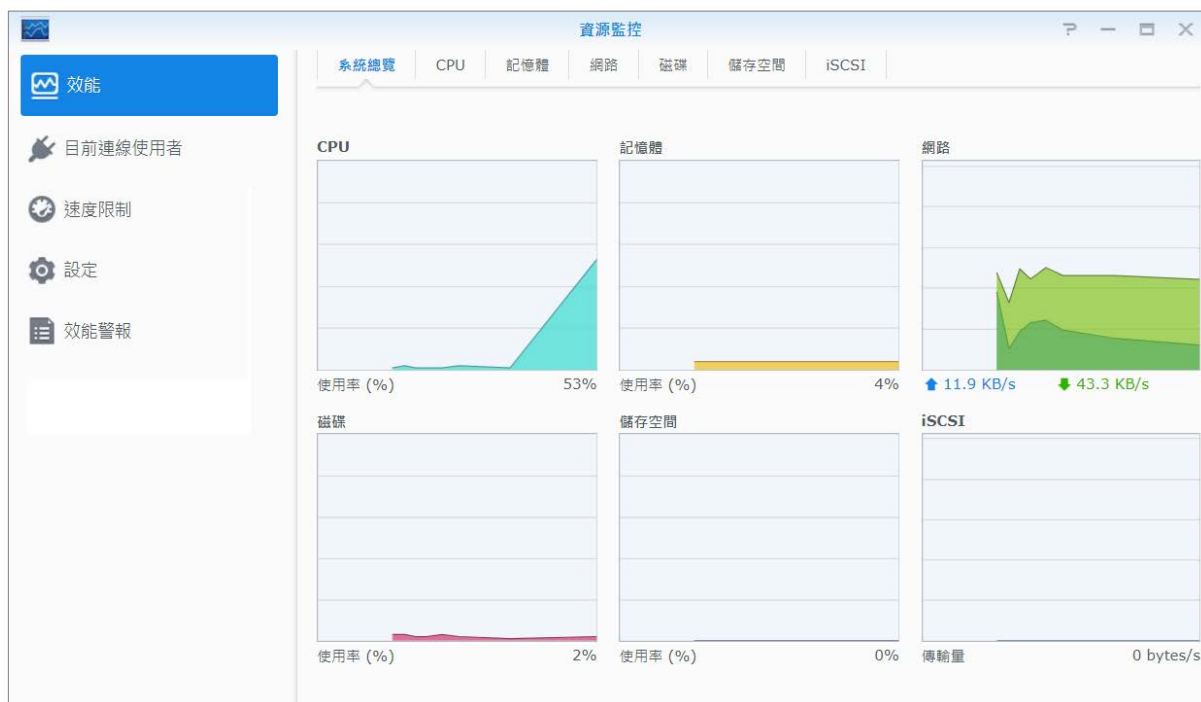 資源監控
效能
目前連線使用者
速度限制
設定
效能警報
系統總覽 CPU 記憶體 網路 磁碟 儲存空間 iSCSI
CPU 記憶體 網路
使用率 (%) 53% 使用率 (%) 4% 11.9 KB/s 43.3 KB/s
磁碟 儲存空間 iSCSI
使用率 (%) 2% 使用率 (%) 0% 傳輸量 0 bytes/s